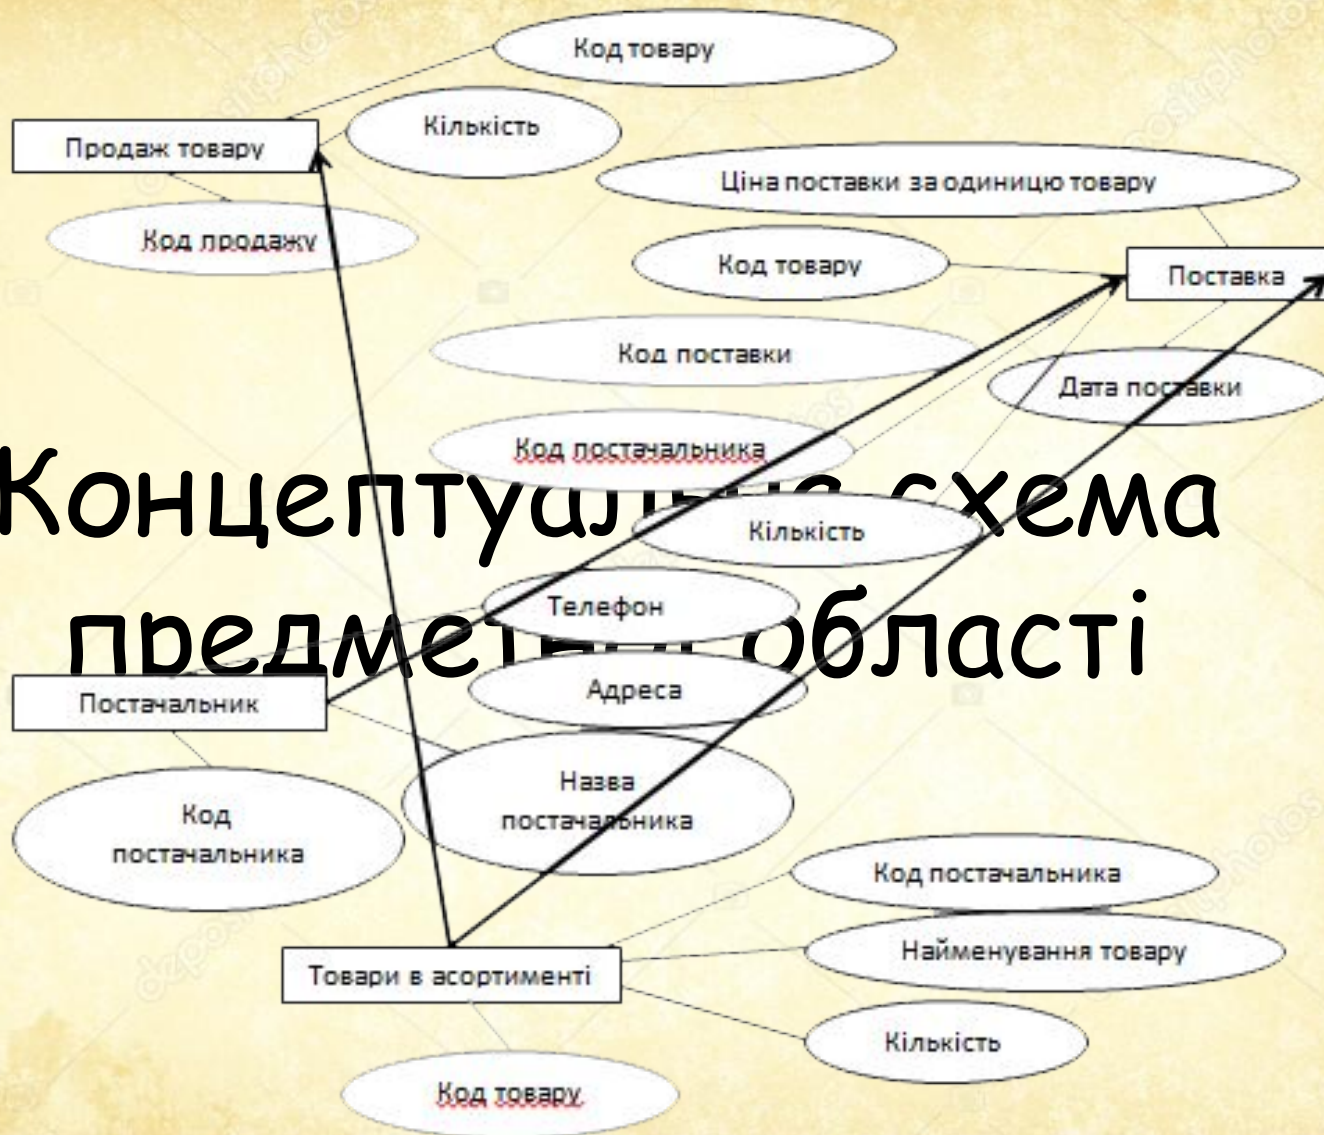 Код товару
Кількість
Продаж товару
Ціна поставки за одиницю товару
Код продажу
Код товару
Поставка
Код поставки
Дата поставки
Код постачальника
Концептуальна схема
Кількість
Телефон
предметної області
Адреса
Постачальник
Назва
постачальника
Код
постачальника
Код постачальника
Найменування товару
Товари в асортименті
Кількість
Код товару